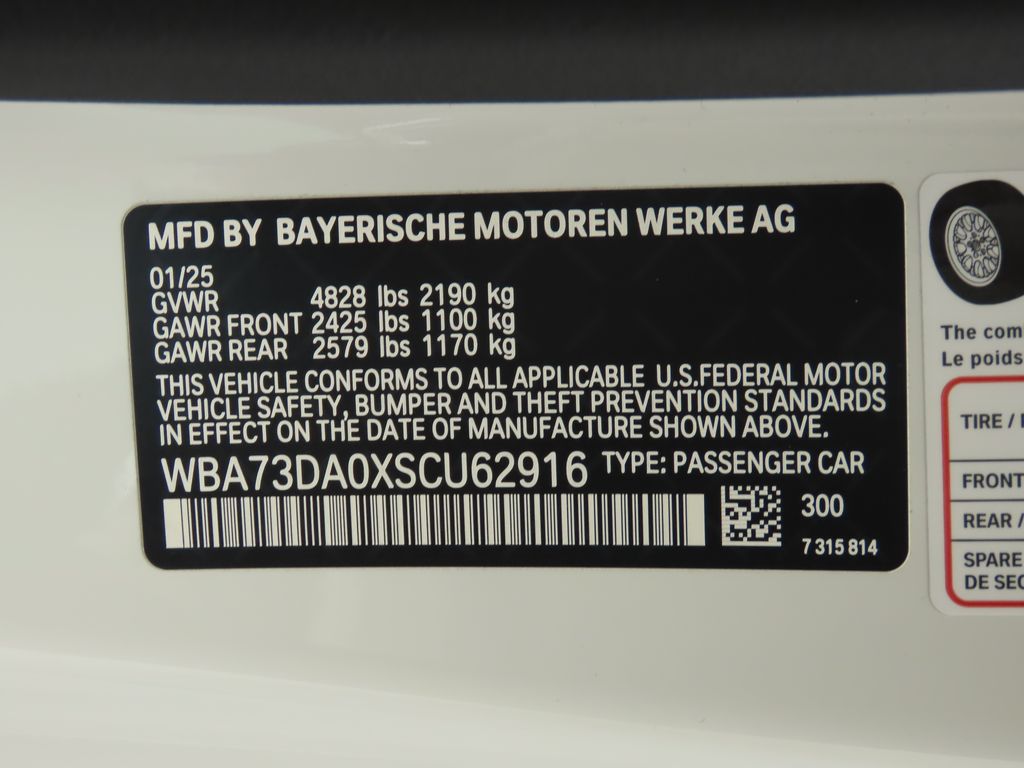 MFD BY BAYERISCHE MOTOREN WERKE AG
01/25
GVWR 4828 lbs 2190 kg
GAWR FRONT 2425 lbs 1100 kg
GAWR REAR 2579 lbs 1170 kg
THIS VEHICLE CONFORMS TO ALL APPLICABLE U.S.FEDERAL MOTOR
VEHICLE SAFETY, BUMPER AND THEFT PREVENTION STANDARDS
IN EFFECT ON THE DATE OF MANUFACTURE SHOWN ABOVE.
WBA73DA0XSCU62916 TYPE: PASSENGER CAR
300
7 315 814
The com
Le poids
TIRE /
FRONT
REAR /
SPARE
DE SEC